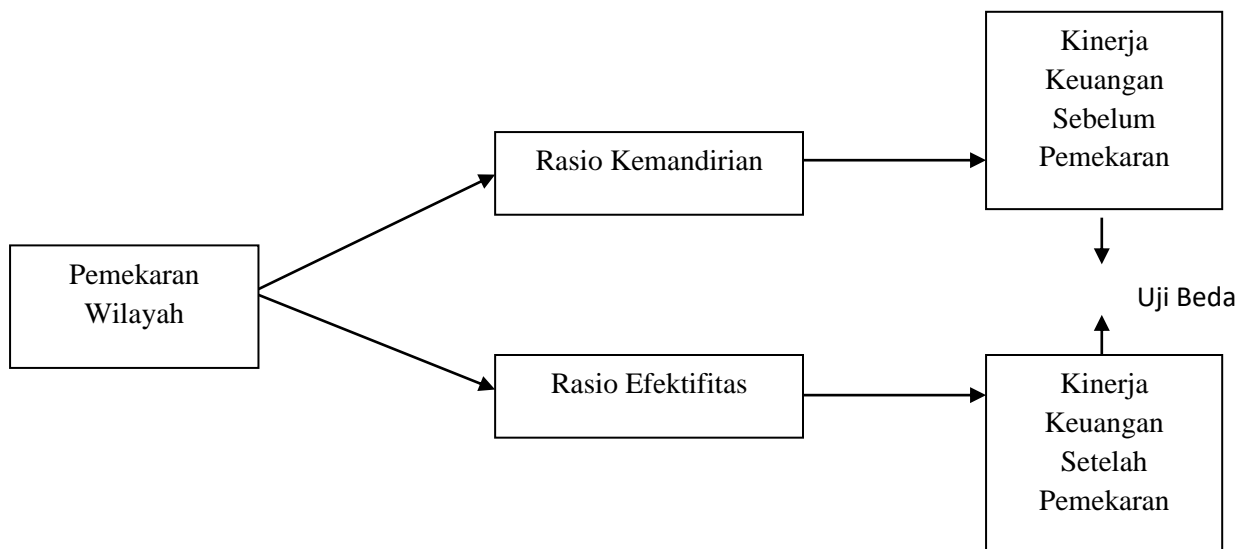 Kinerja
Keuangan
Sebelum
Pemekaran
Rasio Kemandirian
Pemekaran
Wilayah
Uji Beda
Rasio Efektifitas
Kinerja
Keuangan
Setelah
Pemekaran